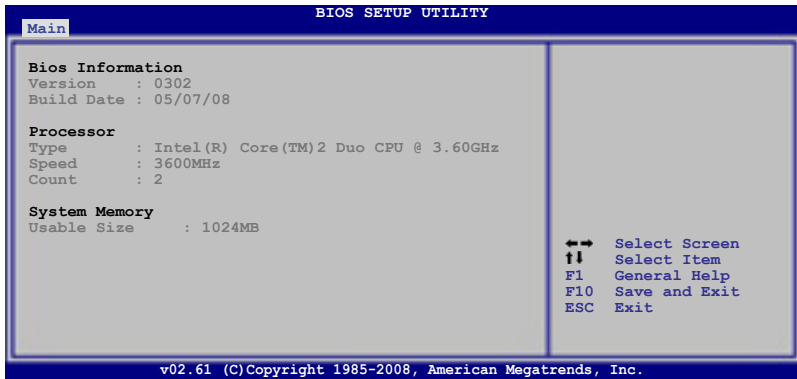 BIOS SETUP UTILITY
Main
Bios Information
Version : 0302
Build Date : 05/07/08
Processor
Type : Intel(R) Core(TM)2 Duo CPU @ 3.60GHz
Speed : 3600MHz
Count : 2
System Memory
Usable Size : 1024MB
←→ Select Screen
↑↓ Select Item
F1 General Help
F10 Save and Exit
ESC Exit
v02.61 (C)Copyright 1985-2008, American Megatrends, Inc.